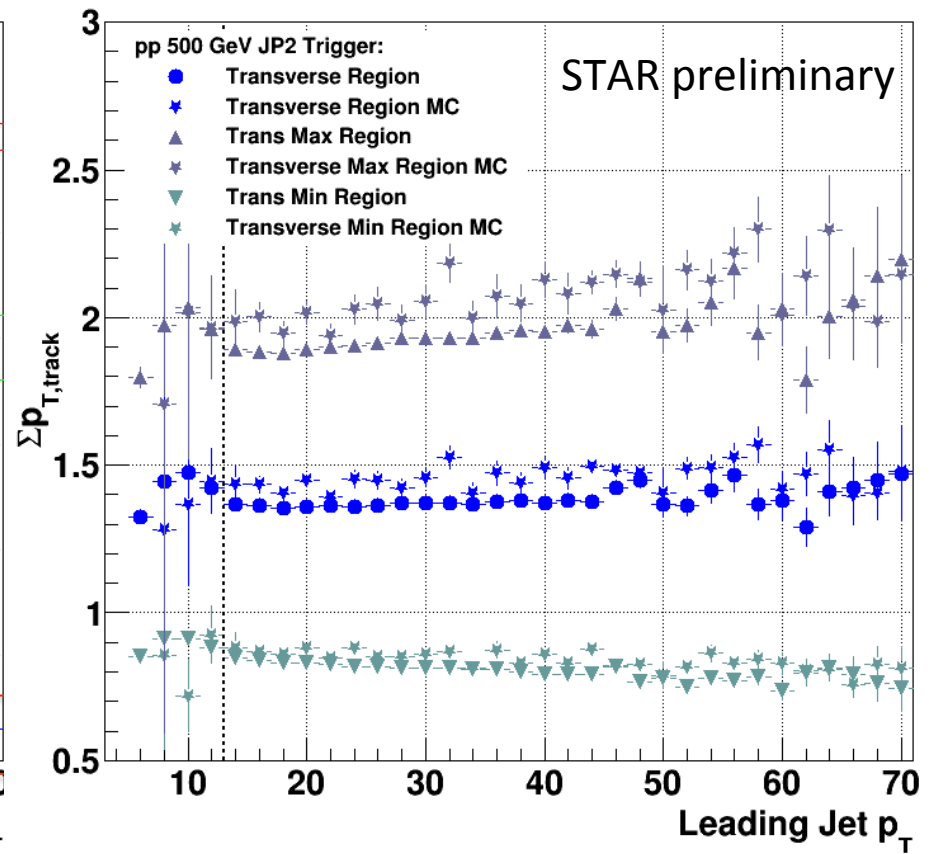 3
pp 500 GeV JP2 Trigger:
STAR preliminary
Transverse Region
Transverse Region MC
Trans Max Region
2.5
Transverse Max Region MC
Trans Min Region
Transverse Min Region MC
2
Σp_T,track
1.5
1
0.5
10 20 30 40 50 60 70
Leading Jet p_T